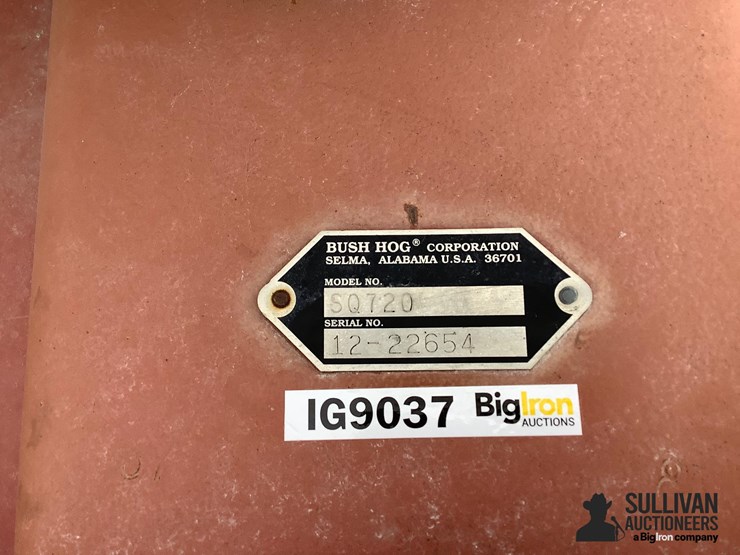 BUSH HOG® CORPORATION
SELMA, ALABAMA U.S.A. 36701
MODEL NO.
SQ720
SERIAL NO.
12-22654
IG9037 BigIron
AUCTIONS
SULLIVAN
AUCTIONEERS
a BigIron company